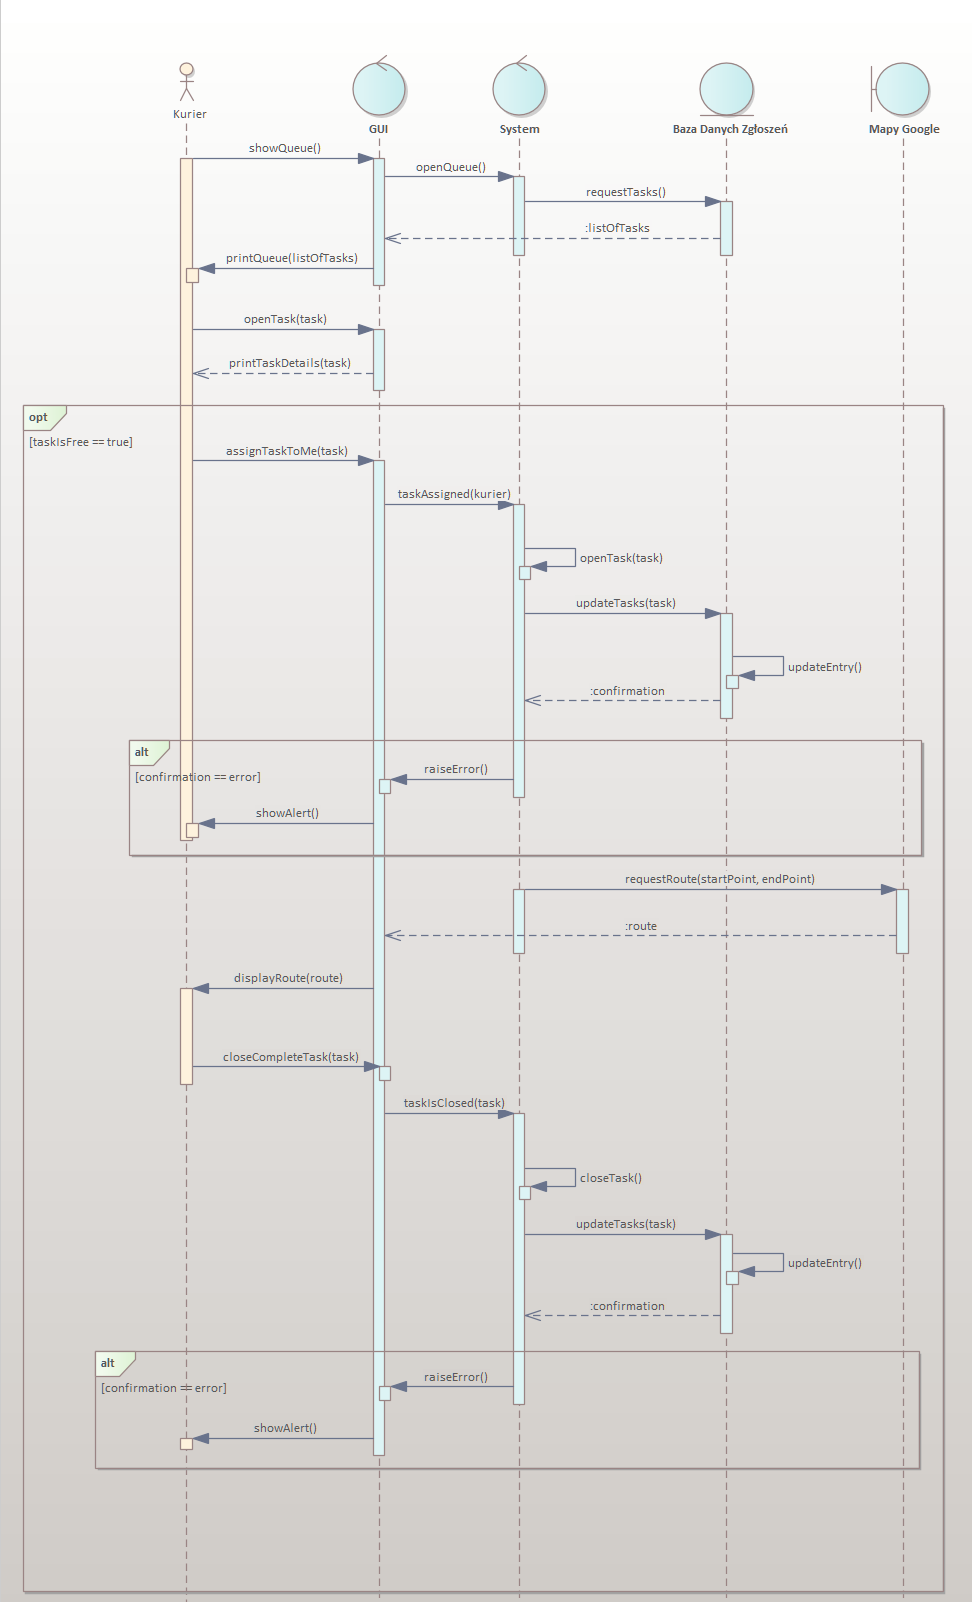 Kurier
GUI
System
Baza Danych Zgłoszeń
Mapy Google
showQueue()
openQueue()
requestTasks()
:listOfTasks
printQueue(listOfTasks)
openTask(task)
printTaskDetails(task)
opt
[taskIsFree == true]
assignTaskToMe(task)
taskAssigned(kurier)
openTask(task)
updateTasks(task)
updateEntry()
:confirmation
alt
[confirmation == error]
raiseError()
showAlert()
requestRoute(startPoint, endPoint)
:route
displayRoute(route)
closeCompleteTask(task)
taskIsClosed(task)
closeTask()
updateTasks(task)
updateEntry()
:confirmation
alt
[confirmation == error]
raiseError()
showAlert()